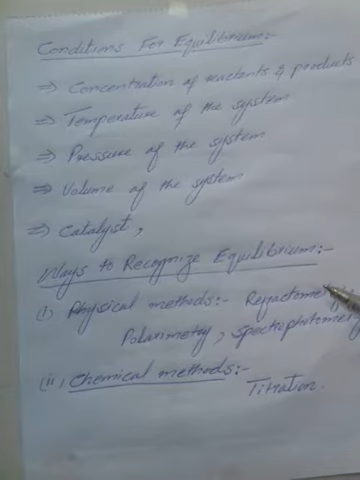 Conditions For Equilibrium:-
⇒ Concentration of reactants & products
⇒ Temperature of the system
⇒ Pressure of the system
⇒ Volume of the system
⇒ Catalyst,
Ways to Recognize Equilibrium:-
(i) Physical methods:-
Polarimetry, Spectrophotometry
(ii) Chemical methods:-
Titration.